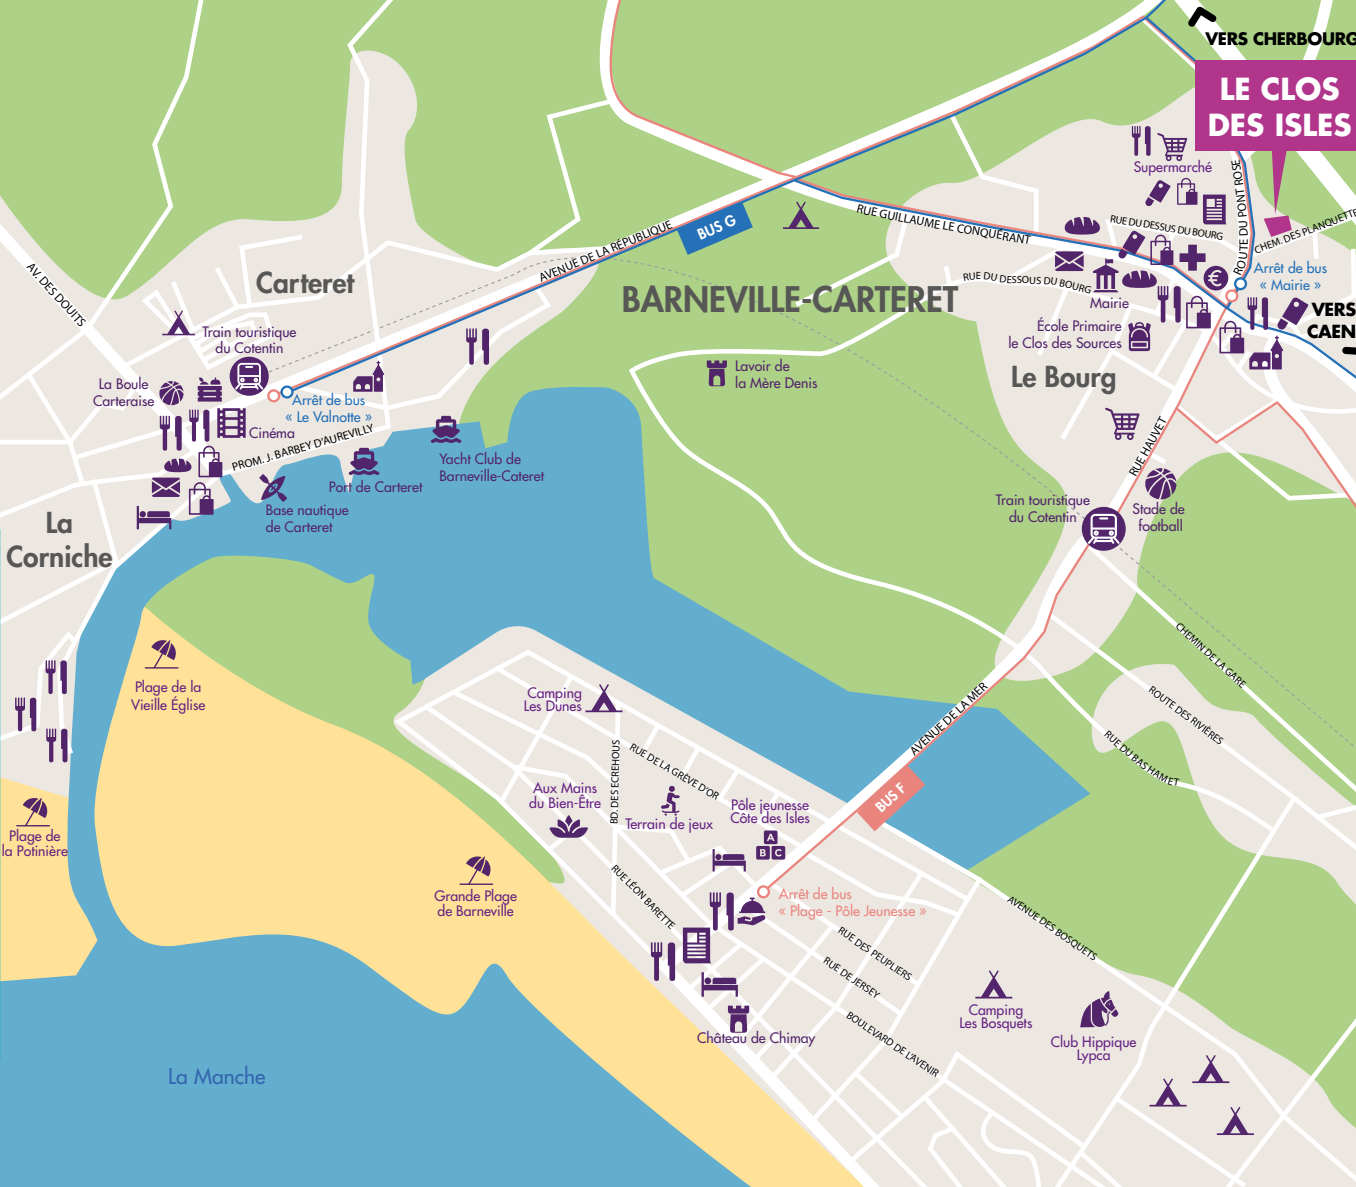 VERS CHERBOURG
LE CLOS
DES ISLES
Supermarché
ROUTE DU PONT ROSE
RUE DU DESSUS DU BOURG
CHEM. DES PLANQUETTE
RUE GUILLAUME LE CONQUÉRANT
BUS G
AVENUE DE LA RÉPUBLIQUE
AV. DES DOUITS
Carteret
BARNEVILLE-CARTERET
RUE DU DESSOUS DU BOURG
Mairie
€
Arrêt de bus
« Mairie »
VERS
CAEN
École Primaire
le Clos des Sources
Le Bourg
Train touristique
du Cotentin
La Boule
Carteraise
Arrêt de bus
« Le Valnotte »
Cinéma
PROM. J. BARBEY D'AUREVILLY
Lavoir de
la Mère Denis
Yacht Club de
Barneville-Cateret
Port de Carteret
Base nautique
de Carteret
La
Corniche
RUE HAUVET
Train touristique
du Cotentin
Stade de
football
CHEMIN DE LA GARE
ROUTE DES RIVIÈRES
RUE DU BAS HAMET
AVENUE DE LA MER
BUS F
Plage de la
Vieille Église
Camping
Les Dunes
RUE DE LA GRÈVE D'OR
BD. DES ECREHOUS
Aux Mains
du Bien-Être
Terrain de jeux
Pôle jeunesse
Côte des Isles
A
B C
Plage de
la Potinière
Grande Plage
de Barneville
RUE LÉON BARETTE
Arrêt de bus
« Plage - Pôle Jeunesse »
AVENUE DES BOSQUETS
RUE DES PEUPLIERS
RUE DE JERSEY
BOULEVARD DE L'AVENIR
Château de Chimay
Camping
Les Bosquets
Club Hippique
Lypca
La Manche